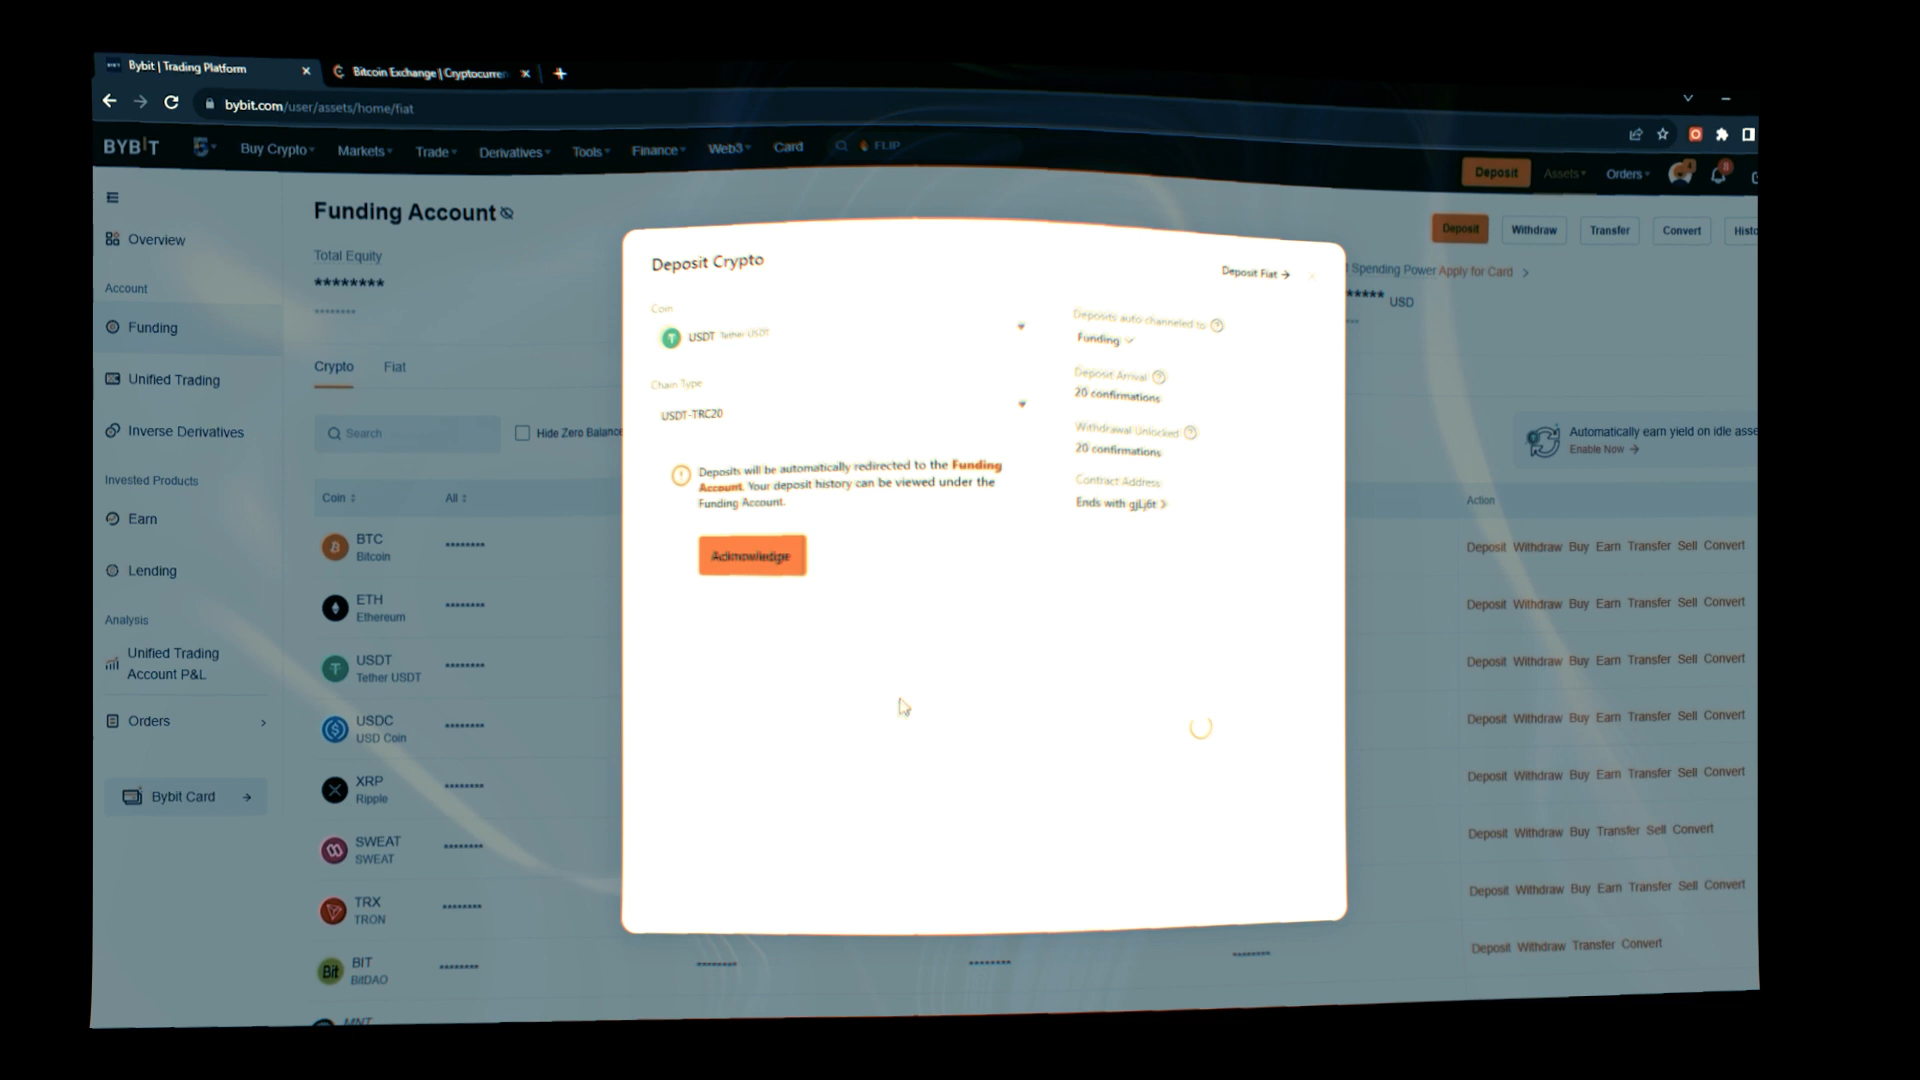 Bybit | Trading Platform
Bitcoin Exchange | Cryptocurren
bybit.com/user/assets/home/fiat
BYBIT
Buy Crypto
Markets
Trade
Derivatives
Tools
Finance
Web3
Card
FLIP
Deposit
Assets
Orders
Funding Account
Deposit
Withdraw
Transfer
Convert
Histo
Overview
Total Equity
********
********
Spending Power Apply for Card
***** USD
Account
Funding
Unified Trading
Inverse Derivatives
Invested Products
Earn
Lending
Analysis
Unified Trading
Account P&L
Orders
Bybit Card
Crypto
Fiat
Search
Hide Zero Balance
Automatically earn yield on idle asse
Enable Now
Coin
All
Action
BTC
Bitcoin
********
Deposit Withdraw Buy Earn Transfer Sell Convert
ETH
Ethereum
********
Deposit Withdraw Buy Earn Transfer Sell Convert
USDT
Tether USDT
********
Deposit Withdraw Buy Earn Transfer Sell Convert
USDC
USD Coin
********
Deposit Withdraw Buy Earn Transfer Sell Convert
XRP
Ripple
********
Deposit Withdraw Buy Earn Transfer Sell Convert
SWEAT
SWEAT
********
Deposit Withdraw Buy Transfer Sell Convert
TRX
TRON
********
Deposit Withdraw Buy Earn Transfer Sell Convert
Bit
BIT
BitDAO
********
********
********
********
Deposit Withdraw Transfer Convert
MNT
Deposit Crypto
Deposit Fiat
Coin
USDT Tether USDT
Chain Type
USDT-TRC20
Deposits will be automatically redirected to the Funding
Account. Your deposit history can be viewed under the
Funding Account.
Acknowledge
Deposits auto channeled to
Funding
Deposit Arrival
20 confirmations
Withdrawal Unlocked
20 confirmations
Contract Address
Ends with gjLj6t